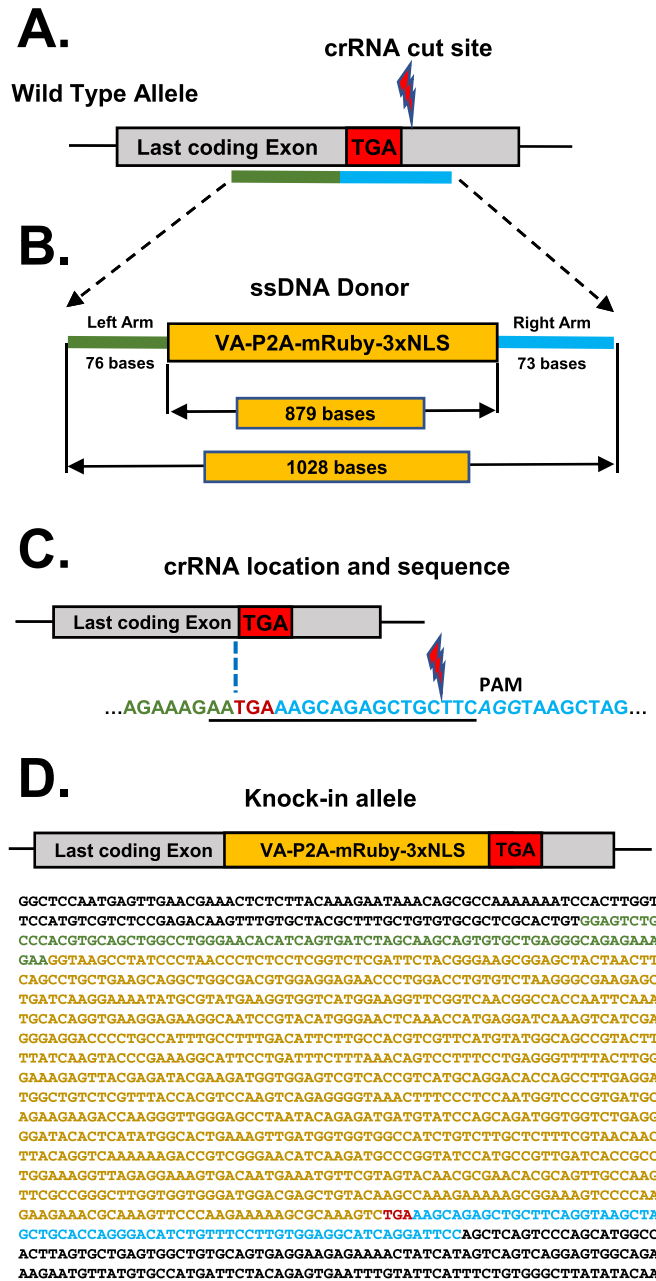 A.
crRNA cut site
Wild Type Allele
Last coding Exon TGA
B.
ssDNA Donor
Left Arm VA-P2A-mRuby-3xNLS Right Arm
76 bases 73 bases
879 bases
1028 bases
C.
crRNA location and sequence
Last coding Exon TGA
PAM
...AGAAAGAATGAAAGCAGAGCTGCTTCAGGTAAGCTAG...
D.
Knock-in allele
Last coding Exon VA-P2A-mRuby-3xNLS TGA
GGCTCCAATGAGTTGAACGAAACTCTCTTACAAAGAATAAACAGCGCCAAAAAAATCCACTTGGT
TCCATGTCGTCTCCGAGACAAGTTTGTGCTACGCTTTGCTGTGTGCGCTCGCACTGTGGAGTCTG
CCCACGTGCAGCTGGCCTGGGAACACATCAGTGATCTAGCAAGCAGTGTGCTGAGGGCAGAGAAA
GAAGGTAAGCCTATCCCTAACCCTCTCCTCGGTCTCGATTCTACGGGAAGCGGAGCTACTAACTT
CAGCCTGCTGAAGCAGGCTGGCGACGTGGAGGAGAACCCTGGACCTGTGTCTAAGGGCGAAGAGC
TGATCAAGGAAAATATGCGTATGAAGGTGGTCATGGAAGGTTCGGTCAACGGCCACCAATTCAAA
TGCACAGGTGAAGGAGAAGGCAATCCGTACATGGGAACTCAAACCATGAGGATCAAAGTCATCGA
GGGAGGACCCCTGCCATTTGCCTTTGACATTCTTGCCACGTCGTTCATGTATGGCAGCCGTACTT
TTATCAAGTACCCGAAAGGCATTCCTGATTTCTTTAAACAGTCCTTTCCTGAGGGTTTTACTTGG
GAAAGAGTTACGAGATACGAAGATGGTGGAGTCGTCACCGTCATGCAGGACACCAGCCTTGAGGA
TGGCTGTCTCGTTTACCACGTCCAAGTCAGAGGGGTAAACTTTCCCTCCAATGGTCCCGTGATGC
AGAAGAAGACCAAGGGTTGGGAGCCTAATACAGAGATGATGTATCCAGCAGATGGTGGTCTGAGG
GGATACACTCATATGGCACTGAAAGTTGATGGTGGTGGCCATCTGTCTTGCTCTTTCGTAACAAC
TTACAGGTCAAAAAAGACCGTCGGGAACATCAAGATGCCCGGTATCCATGCCGTTGATCACCGCC
TGGAAAGGTTAGAGGAAAGTGACAATGAAATGTTCGTAGTACAACGCGAACACGCAGTTGCCAAG
TTCGCCGGGCTTGGTGGTGGGATGGACGAGCTGTACAAGCCAAAGAAAAAGCGGAAAGTCCCCAA
GAAGAAACGCAAAGTTCCCAAGAAAAAGCGCAAAGTCTGAAAGCAGAGCTGCTTCAGGTAAGCTA
GCTGCACCAGGGACATCTGTTTCCTTGTGGAGGCATCAGGATTCCAGCTCAGTCCCAGCATGGCC
ACTTAGTGCTGAGTGGCTGTGCAGTGAGGAAGAGAAAACTATCATAGTCAGTCAGGAGTGGCAGA
AAGAATGTTATGTGCATGATTCTACAGAGTGAATTTGTATTCATTTCTGTGGGCTTATATACAA